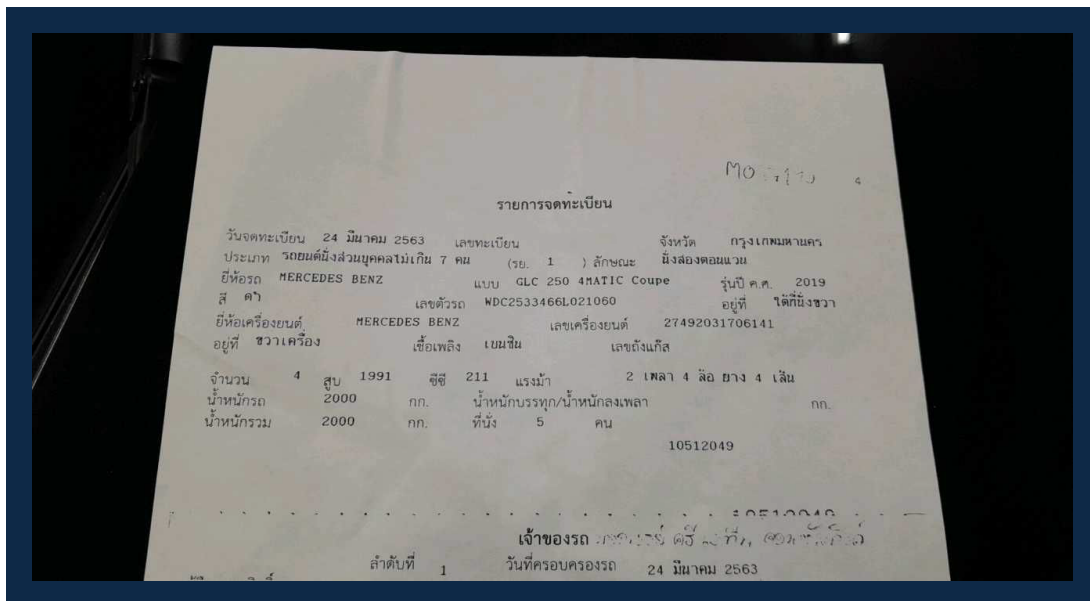 รายการจดทะเบียน
วันจดทะเบียน 24 มีนาคม 2563 เลขทะเบียน จังหวัด กรุงเทพมหานคร
ประเภท รถยนต์นั่งส่วนบุคคลไม่เกิน 7 คน (รย. 1 ) ลักษณะ นั่งสองตอนแวน
ยี่ห้อรถ MERCEDES BENZ แบบ GLC 250 4MATIC Coupe รุ่นปี ค.ศ. 2019
สี ดำ เลขตัวรถ WDC2533466L021060 อยู่ที่ ใต้ที่นั่งขวา
ยี่ห้อเครื่องยนต์ MERCEDES BENZ เลขเครื่องยนต์ 27492031706141
อยู่ที่ ขวาเครื่อง เชื้อเพลิง เบนซิน เลขถังแก๊ส
จำนวน 4 สูบ 1991 ซีซี 211 แรงม้า 2 เพลา 4 ล้อ ยาง 4 เส้น
น้ำหนักรถ 2000 กก. น้ำหนักบรรทุก/น้ำหนักลงเพลา กก.
น้ำหนักรวม 2000 กก. ที่นั่ง 5 คน
10512049
เจ้าของรถ
ลำดับที่ 1 วันที่ครอบครองรถ 24 มีนาคม 2563